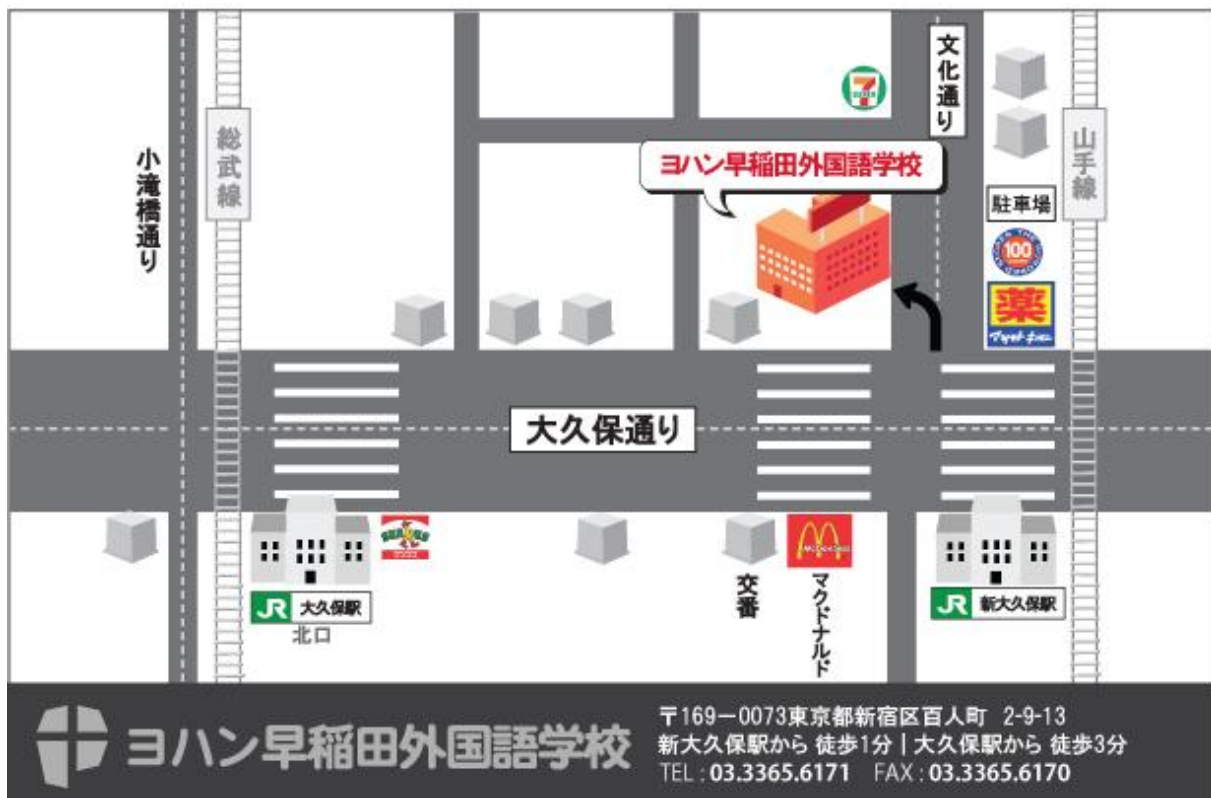 文化通り
総武線
小滝橋通り
山手線
ヨハン早稲田外国語学校
駐車場
100
薬
大久保通り
McDonald's
JR 大久保駅
北口
交番
マクドナルド
JR 新大久保駅
ヨハン早稲田外国語学校
〒169-0073東京都新宿区百人町 2-9-13
新大久保駅から 徒歩1分 | 大久保駅から 徒歩3分
TEL : 03.3365.6171 FAX : 03.3365.6170